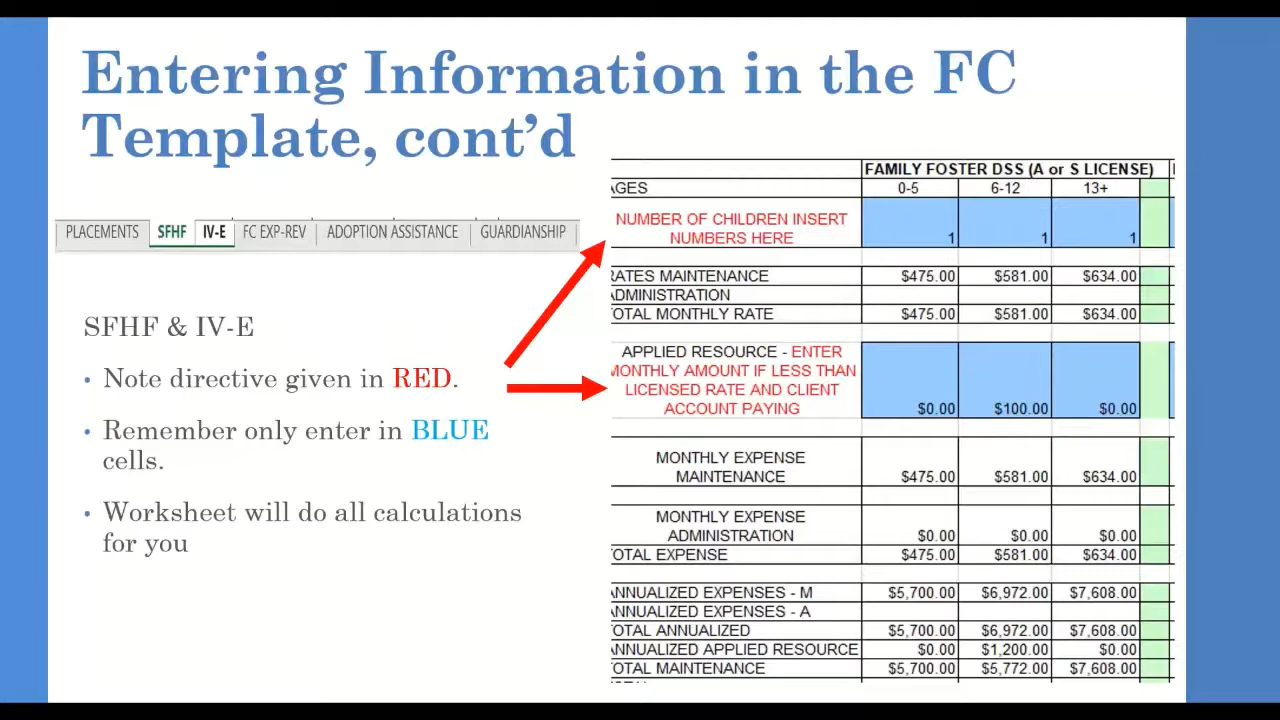 Entering Information in the FC
Template, cont’d
PLACEMENTS SFHF IV-E FC EXP-REV ADOPTION ASSISTANCE GUARDIANSHIP
SFHF & IV-E
• Note directive given in RED.
• Remember only enter in BLUE
cells.
• Worksheet will do all calculations
for you
FAMILY FOSTER DSS (A or S LICENSE)
AGES 0-5 6-12 13+
NUMBER OF CHILDREN INSERT
NUMBERS HERE 1 1 1
RATES MAINTENANCE $475.00 $581.00 $634.00
ADMINISTRATION
TOTAL MONTHLY RATE $475.00 $581.00 $634.00
APPLIED RESOURCE - ENTER
MONTHLY AMOUNT IF LESS THAN
LICENSED RATE AND CLIENT
ACCOUNT PAYING $0.00 $100.00 $0.00
MONTHLY EXPENSE
MAINTENANCE $475.00 $581.00 $634.00
MONTHLY EXPENSE
ADMINISTRATION $0.00 $0.00 $0.00
TOTAL EXPENSE $475.00 $581.00 $634.00
ANNUALIZED EXPENSES - M $5,700.00 $6,972.00 $7,608.00
ANNUALIZED EXPENSES - A
TOTAL ANNUALIZED $5,700.00 $6,972.00 $7,608.00
ANNUALIZED APPLIED RESOURCE $0.00 $1,200.00 $0.00
TOTAL MAINTENANCE $5,700.00 $5,772.00 $7,608.00